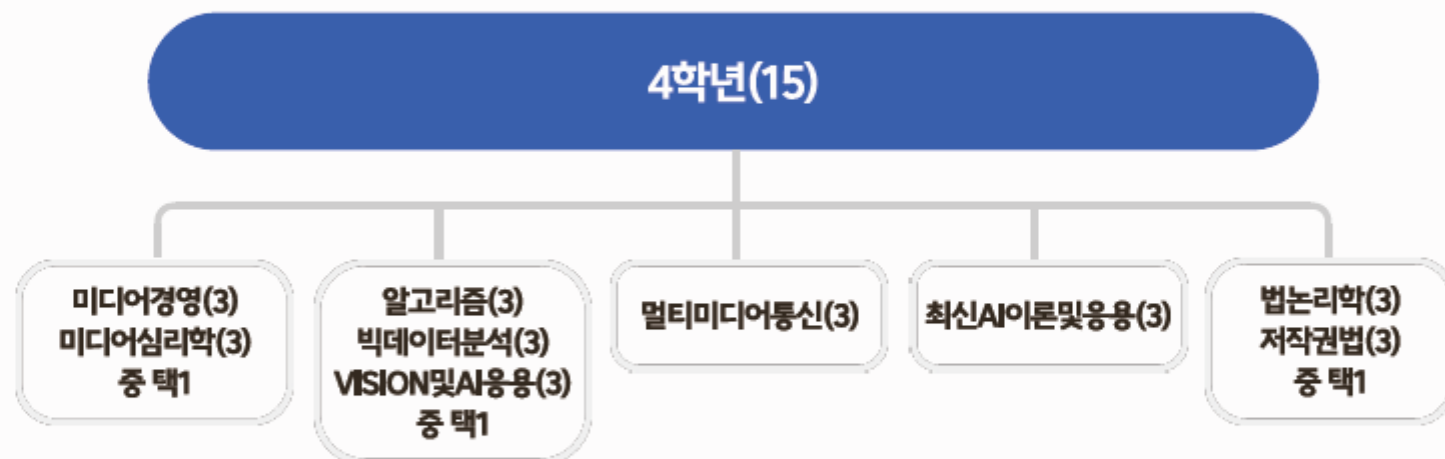 4학년(15)
미디어경영(3)
미디어심리학(3)
중 택1
알고리즘(3)
빅데이터분석(3)
VISION및AI응용(3)
중 택1
멀티미디어통신(3)
최신AI이론및응용(3)
법논리학(3)
저작권법(3)
중 택1